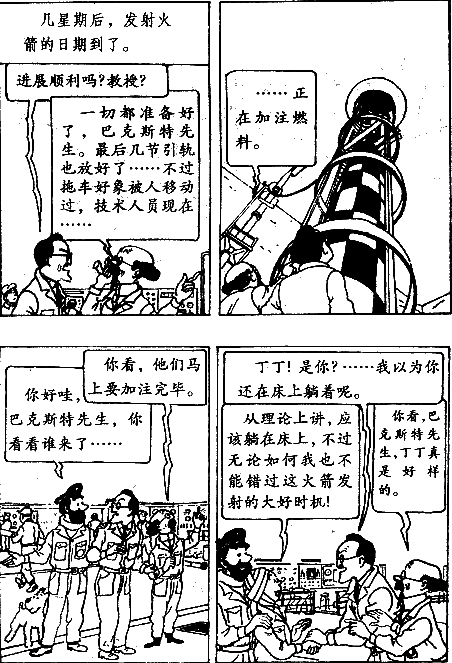 几星期后，发射火
箭的日期到了。
进展顺利吗？教授？
一切都准备好
了，巴克斯特先
生。最后几节引轨
也放好了……不过
拖车好象被人移动
过，技术人员现在
……
……正
在加注燃
料。
你好哇，
巴克斯特先生，你
看看谁来了……
你看，他们马
上要加注完毕。
丁丁！是你？……我以为你
还在床上躺着呢。
从理论上讲，应
该躺在床上，不过
无论如何我也不
能错过这火箭发
射的大好时机！
你看，巴
克斯特先
生，丁丁真
是好样
的。